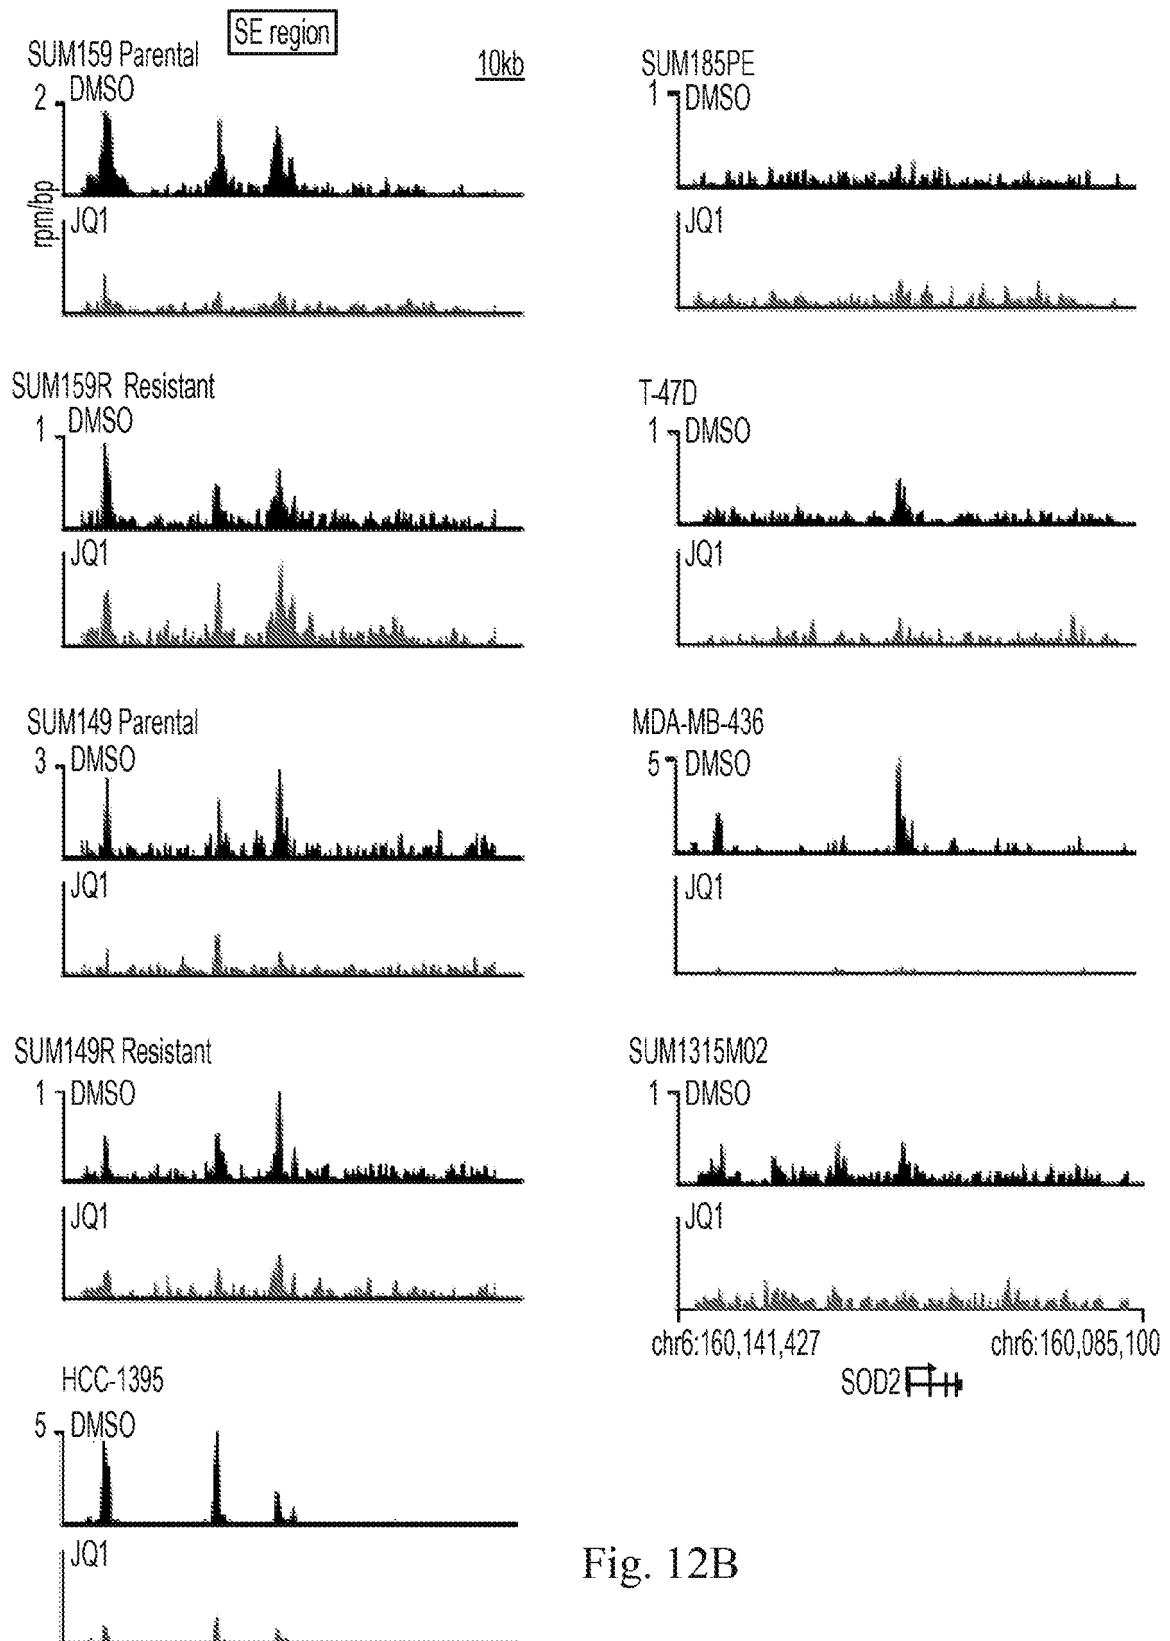 SE region
SUM159 Parental
10kb
2 DMSO
rpm/bp
JQ1
SUM159R Resistant
1 DMSO
JQ1
SUM149 Parental
3 DMSO
JQ1
SUM149R Resistant
1 DMSO
JQ1
HCC-1395
5 DMSO
JQ1
SUM185PE
1 DMSO
JQ1
T-47D
1 DMSO
JQ1
MDA-MB-436
5 DMSO
JQ1
SUM1315M02
1 DMSO
JQ1
chr6:160,141,427 chr6:160,085,100
SOD2
Fig. 12B